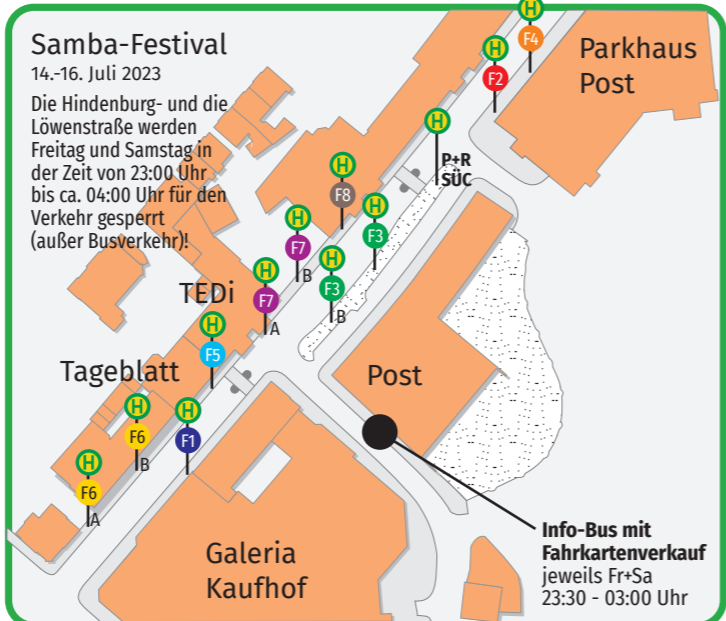 Samba-Festival
14.-16. Juli 2023
Die Hindenburg- und die
Löwenstraße werden
Freitag und Samstag in
der Zeit von 23:00 Uhr
bis ca. 04:00 Uhr für den
Verkehr gesperrt
(außer Busverkehr)!
H
F4
H
F2
Parkhaus
Post
H
P+R
SÜC
H
F8
H
F3
H
F7
B
H
F3
B
H
F7
A
TEDi
H
F5
Tageblatt
Post
H
F6
B
H
F1
H
F6
A
Galeria
Kaufhof
Info-Bus mit
Fahrkartenverkauf
jeweils Fr+Sa
23:30 - 03:00 Uhr